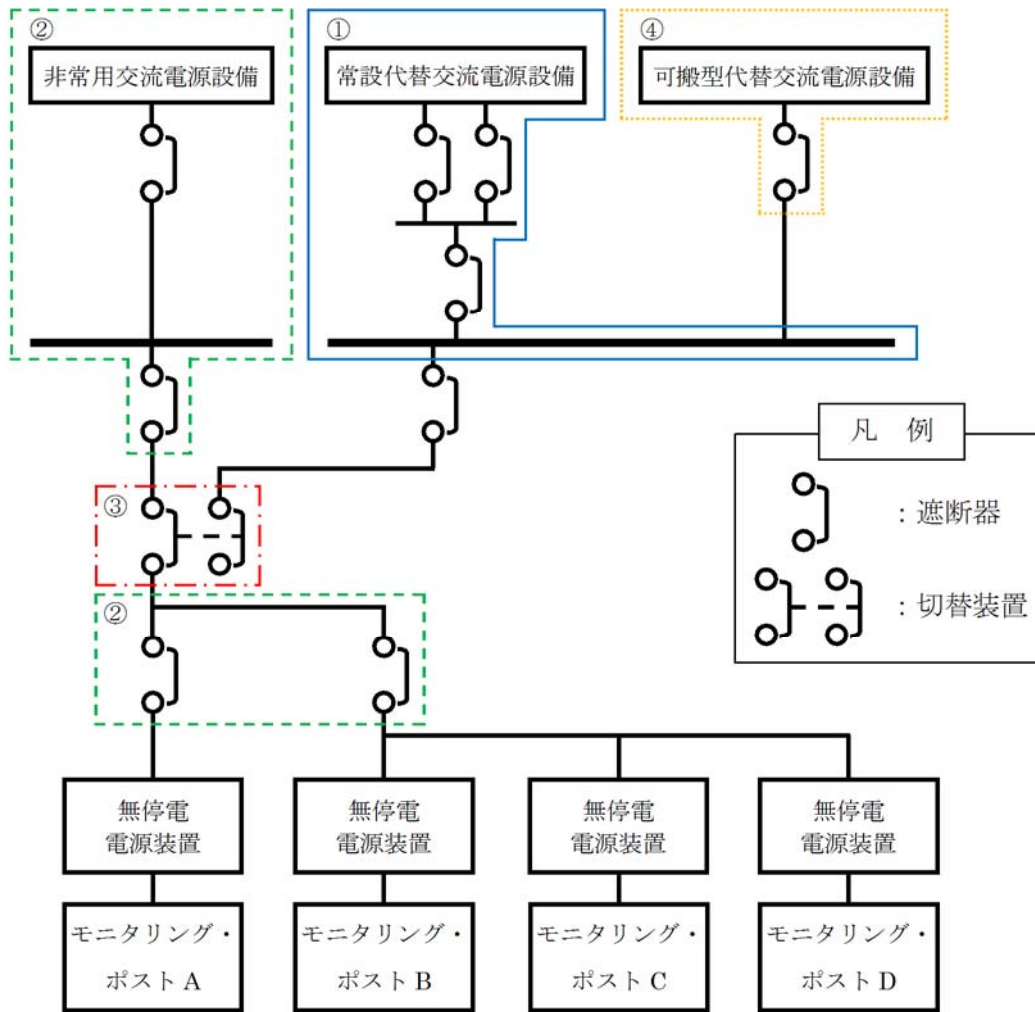 ②
非常用交流電源設備
①
常設代替交流電源設備
④
可搬型代替交流電源設備
凡 例
：遮断器
：切替装置
③
②
無停電
電源装置
無停電
電源装置
無停電
電源装置
無停電
電源装置
モニタリング・
ポスト A
モニタリング・
ポスト B
モニタリング・
ポスト C
モニタリング・
ポスト D